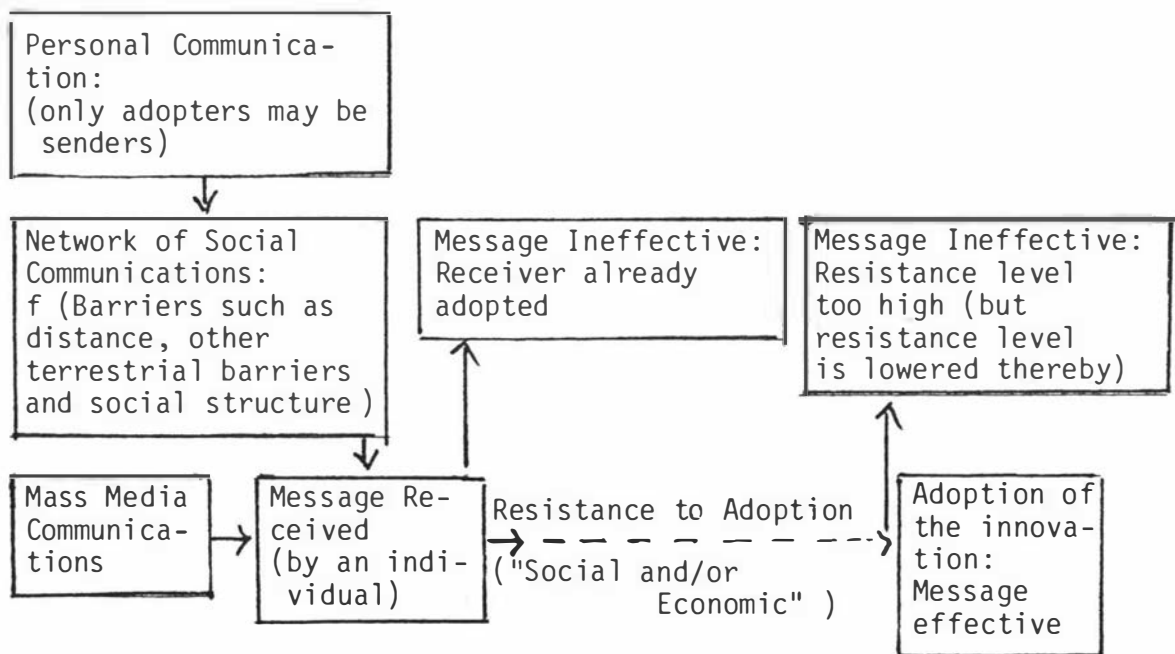 Personal Communica-
tion:
(only adopters may be
senders)
Network of Social
Communications:
f (Barriers such as
distance, other
terrestrial barriers
and social structure )
Message Ineffective:
Receiver already
adopted
Message Ineffective:
Resistance level
too high (but
resistance level
is lowered thereby)
Mass Media
Communica-
tions
Message Re-
ceived
(by an indi-
vidual)
Resistance to Adoption
("Social and/or
Economic" )
Adoption of
the innova-
tion:
Message
effective